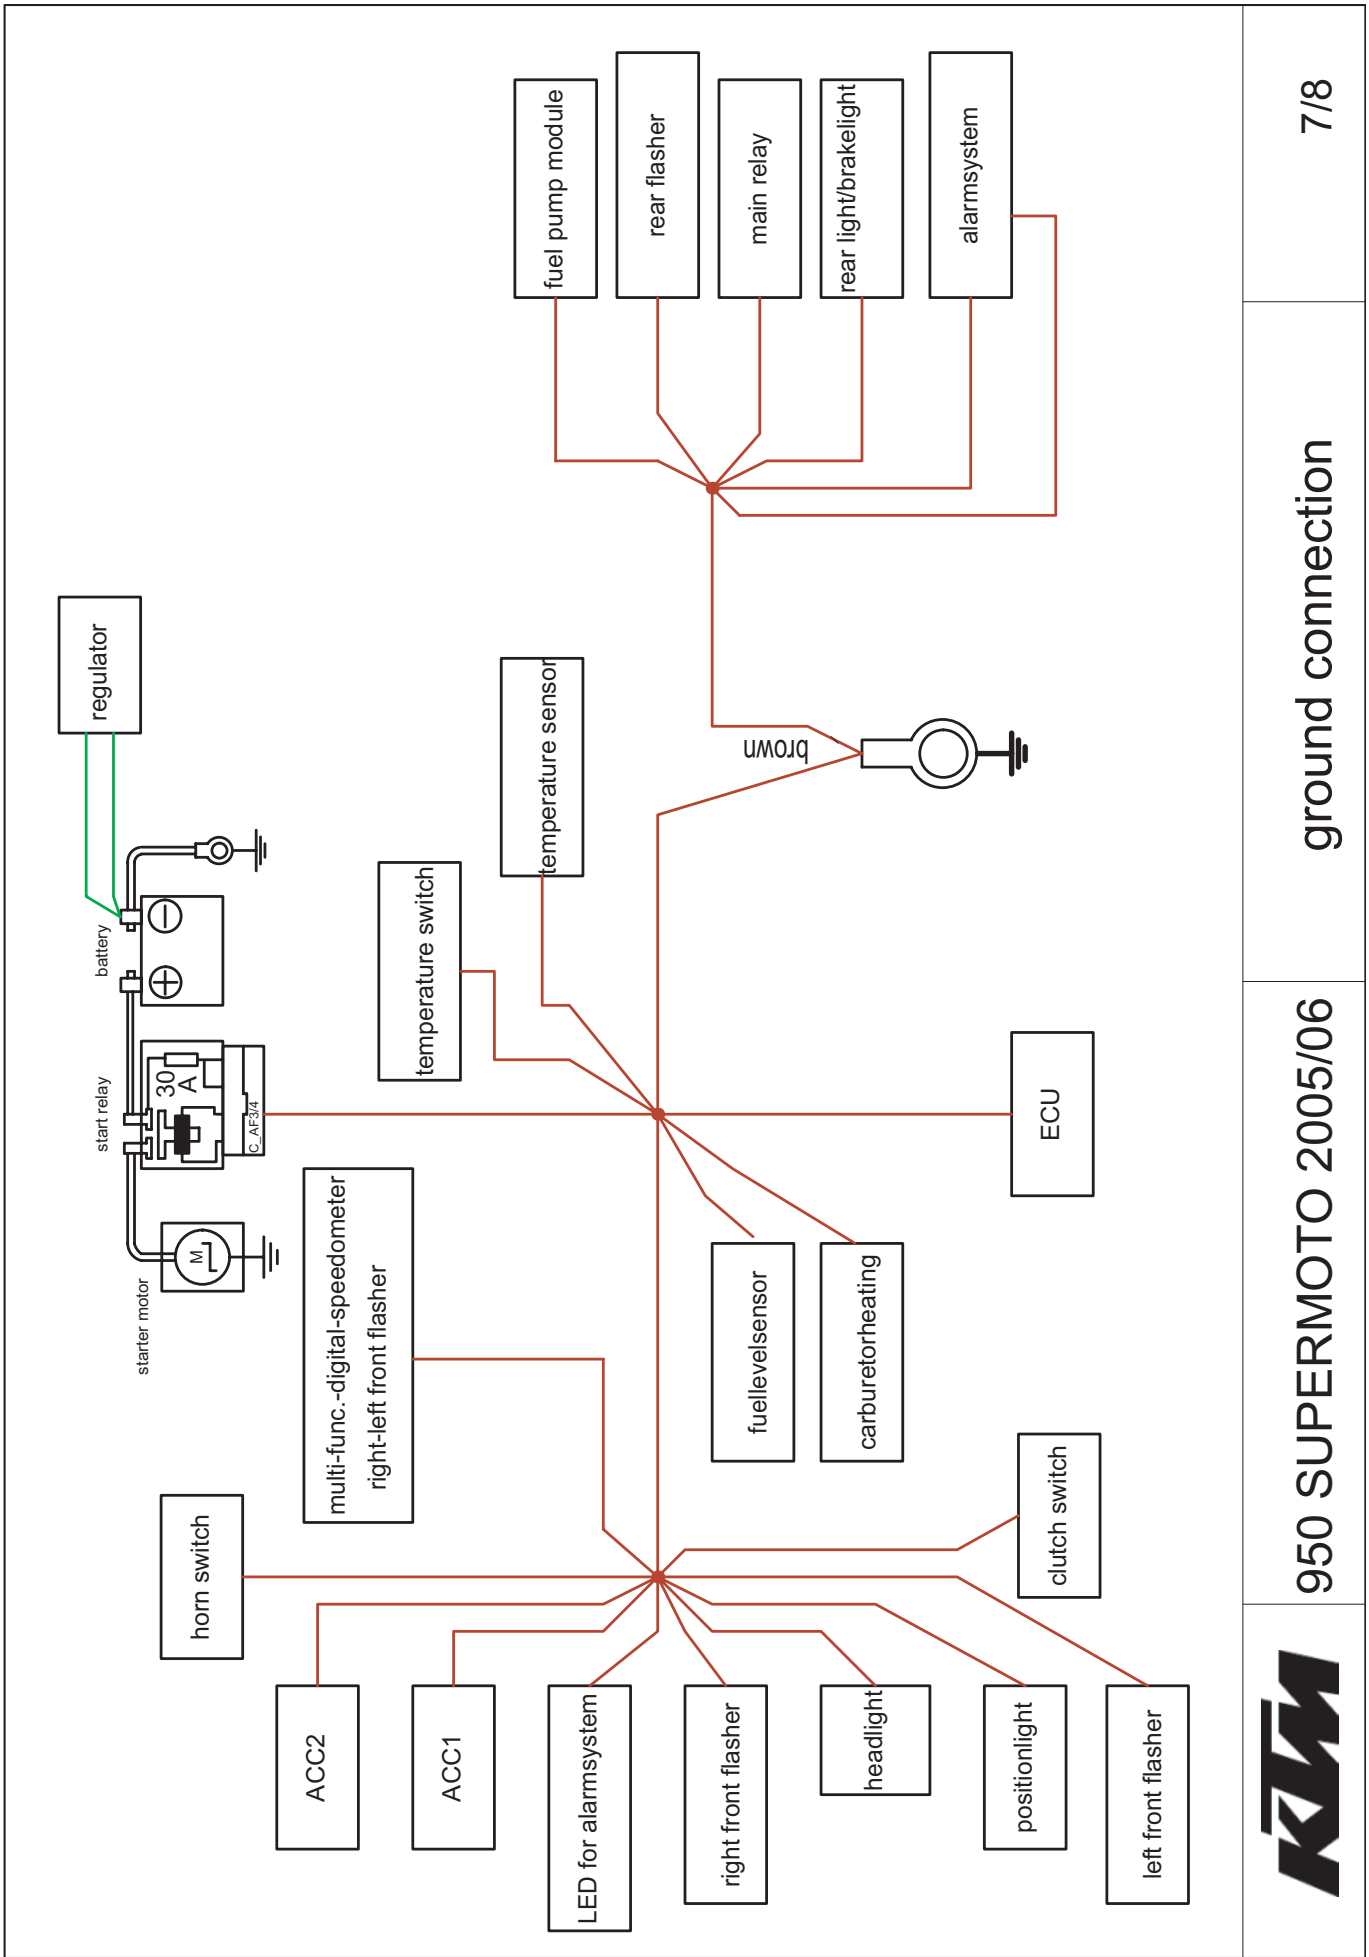 starter motor
M
start relay
30
A
C_AF3/4
battery
regulator
horn switch
multi-func.-digital-speedometer
right-left front flasher
temperature switch
temperature sensor
fuel pump module
rear flasher
main relay
rear light/brakelight
alarmsystem
brown
ACC2
ACC1
LED for alarmsystem
right front flasher
headlight
positionlight
left front flasher
clutch switch
fuellevelsensor
carburetorheating
ECU
KTM
950 SUPERMOTO 2005/06
ground connection
7/8